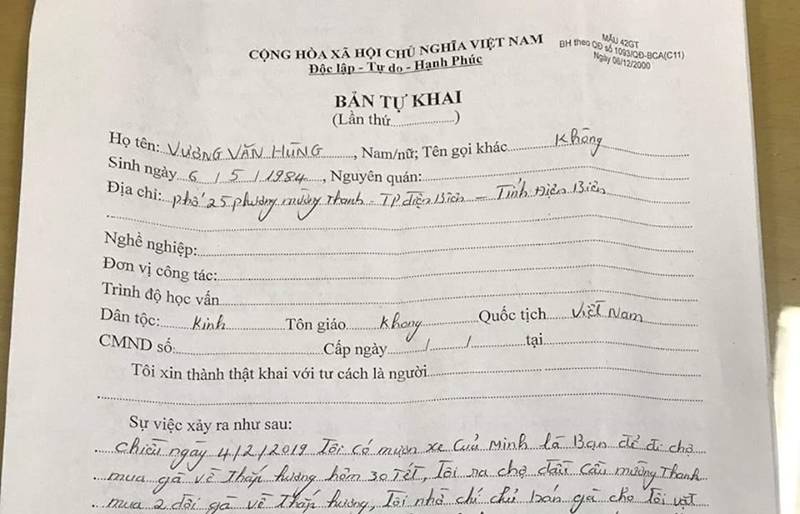 CỘNG HÒA XÃ HỘI CHỦ NGHĨA VIỆT NAM
Độc lập - Tự do - Hạnh Phúc
MẪU 42GT
BH theo QĐ số 1093/QĐ-BCA(C11)
Ngày 06/12/2000
BẢN TỰ KHAI
(Lần thứ..............)
Họ tên: VƯƠNG VĂN HÙNG, Nam/nữ; Tên gọi khác Không
Sinh ngày 6 / 5 / 1984, Nguyên quán:
Địa chỉ: phố 25 phường mường thanh - TP điện Biên - Tỉnh Điện Biên
Nghề nghiệp:
Đơn vị công tác:
Trình độ học vấn
Dân tộc: Kinh Tôn giáo Khong Quốc tịch Việt Nam
CMND số Cấp ngày / / tại
Tôi xin thành thật khai với tư cách là người
Sự việc xảy ra như sau:
chiều ngày 4/2/2019 Tôi có mượn xe Của Minh là Bạn để đi chợ
mua gà về Thắp hương hôm 30 TếT, Tôi ra chợ đầu Cầu mường Thanh
mua 2 đôi gà về Thắp hương, Tôi nhờ chị chủ bán gà cho Tôi vặt